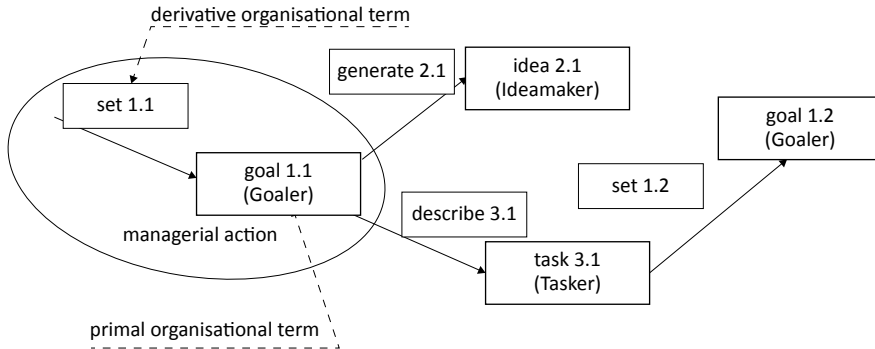 derivative organisational term
generate 2.1
idea 2.1
(Ideamaker)
set 1.1
goal 1.2
(Goaler)
goal 1.1
(Goaler)
set 1.2
describe 3.1
managerial action
task 3.1
(Tasker)
primal organisational term